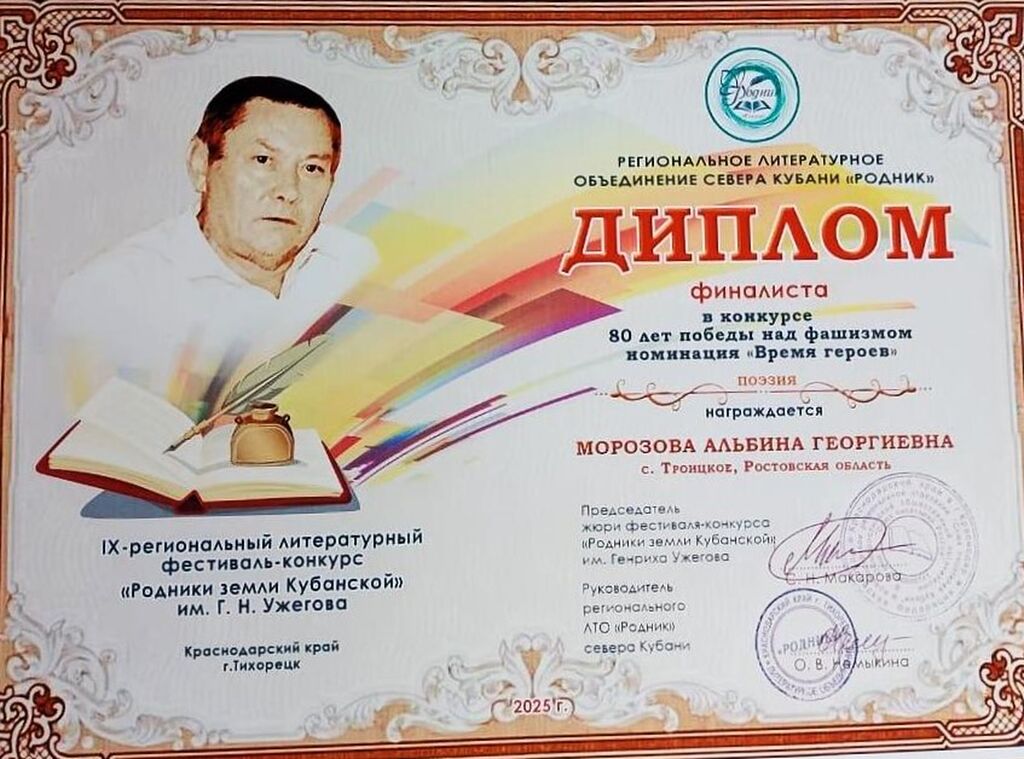 Родник
РЕГИОНАЛЬНОЕ ЛИТЕРАТУРНОЕ
ОБЪЕДИНЕНИЕ СЕВЕРА КУБАНИ «РОДНИК»
ДИПЛОМ
финалиста
в конкурсе
80 лет победы над фашизмом
номинация «Время героев»
поэзия
награждается
МОРОЗОВА АЛЬБИНА ГЕОРГИЕВНА
с. Троицкое, Ростовская область
Председатель
жюри фестиваля-конкурса
«Родники земли Кубанской»
им. Генриха Ужегова
С. Н. Макарова
Руководитель
регионального
ЛТО «Родник»
севера Кубани
О. В. Немыкина
IX-региональный литературный
фестиваль-конкурс
«Родники земли Кубанской»
им. Г. Н. Ужегова
Краснодарский край
г.Тихорецк
2025 г.